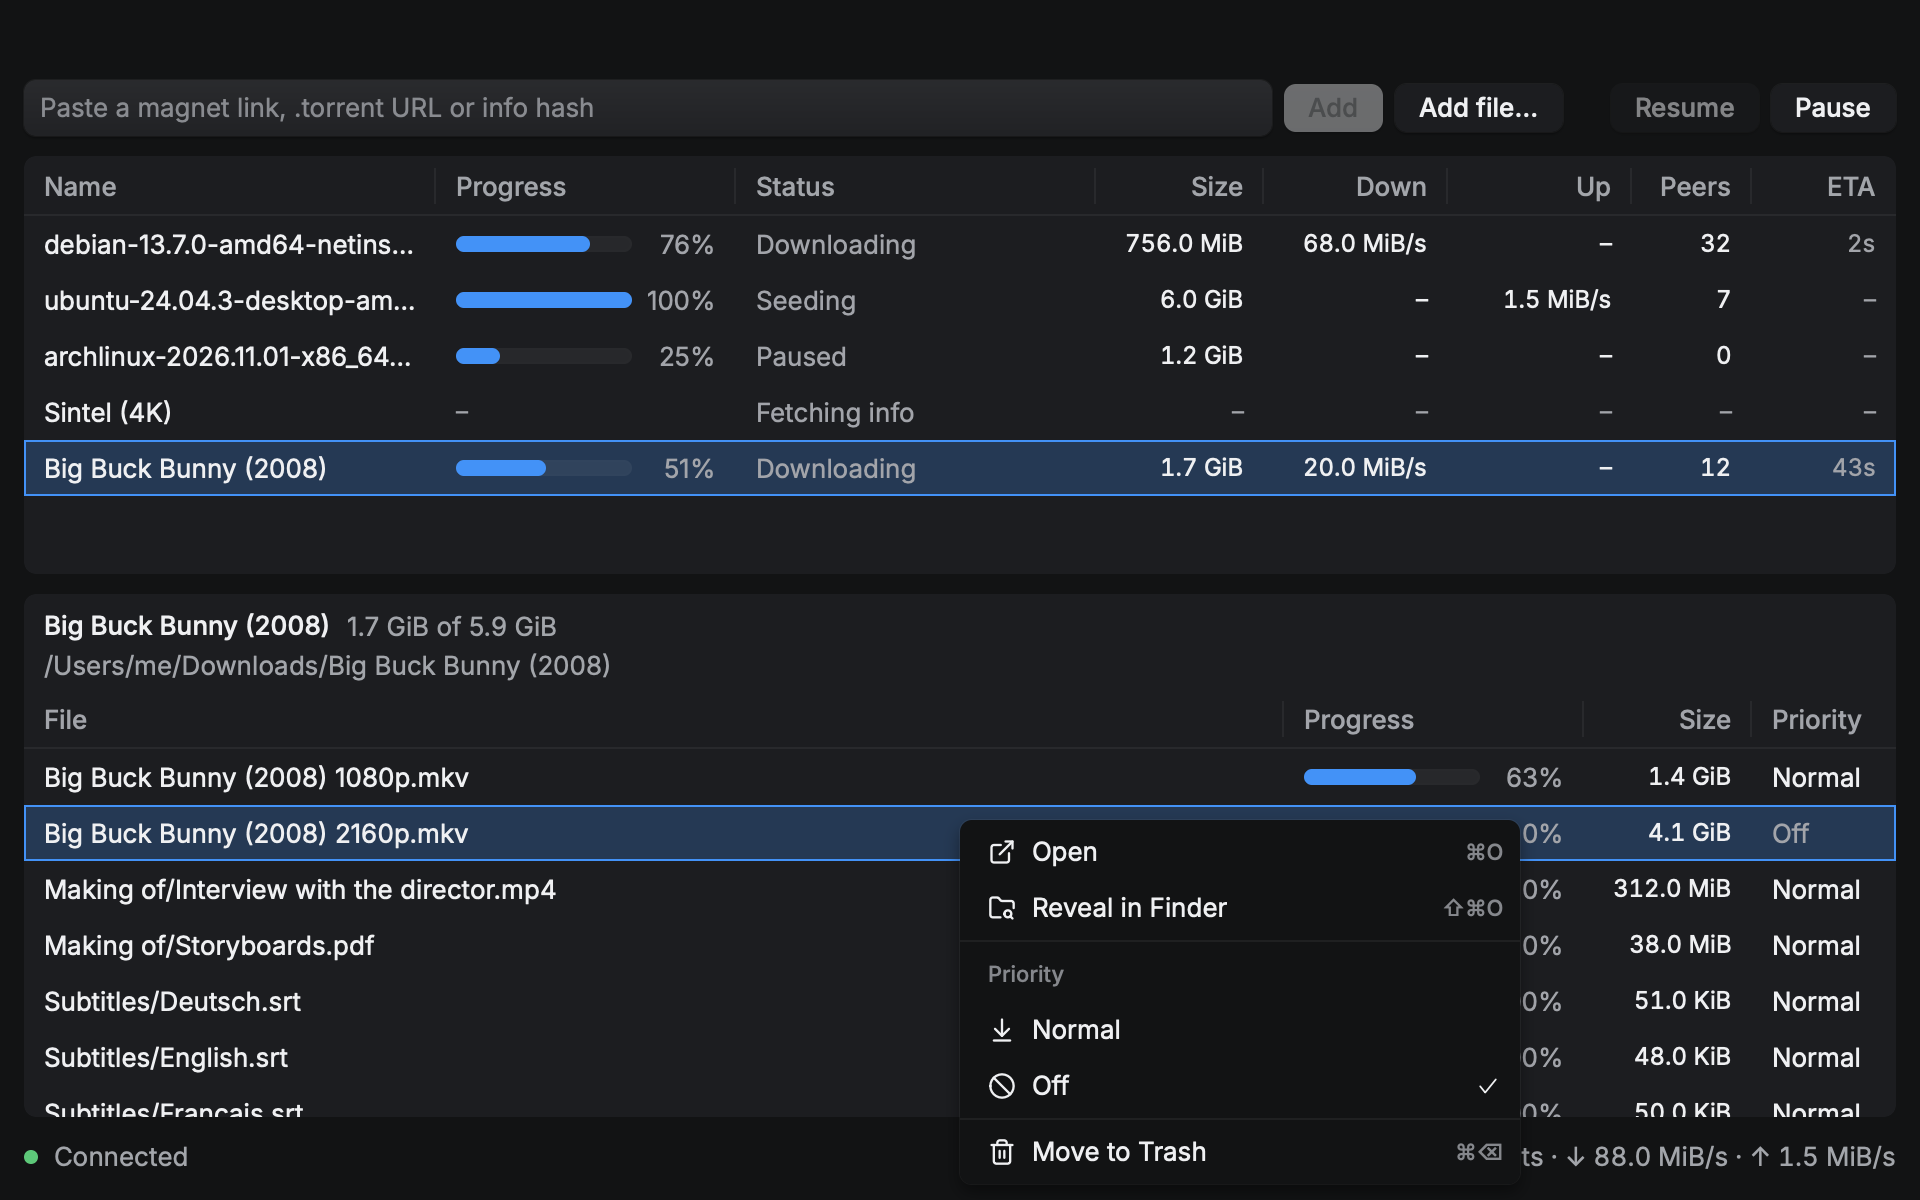 Paste a magnet link, .torrent URL or info hash Add Add file... Resume Pause
Name Progress Status Size Down Up Peers ETA
debian-13.7.0-amd64-netins... 76% Downloading 756.0 MiB 68.0 MiB/s – 32 2s
ubuntu-24.04.3-desktop-am... 100% Seeding 6.0 GiB – 1.5 MiB/s 7 –
archlinux-2026.11.01-x86_64... 25% Paused 1.2 GiB – – 0 –
Sintel (4K) – Fetching info – – – – –
Big Buck Bunny (2008) 51% Downloading 1.7 GiB 20.0 MiB/s – 12 43s
Big Buck Bunny (2008) 1.7 GiB of 5.9 GiB
/Users/me/Downloads/Big Buck Bunny (2008)
File Progress Size Priority
Big Buck Bunny (2008) 1080p.mkv 63% 1.4 GiB Normal
Big Buck Bunny (2008) 2160p.mkv 0% 4.1 GiB Off
Open ⌘O
Making of/Interview with the director.mp4 0% 312.0 MiB Normal
Reveal in Finder ⇧⌘O
Making of/Storyboards.pdf 0% 38.0 MiB Normal
Priority
Subtitles/Deutsch.srt 0% 51.0 KiB Normal
Normal
Subtitles/English.srt 0% 48.0 KiB Normal
Off ✓
Subtitles/Français.srt 0% 50.0 KiB Normal
Move to Trash ⌘⌫
Connected ts · ↓ 88.0 MiB/s · ↑ 1.5 MiB/s